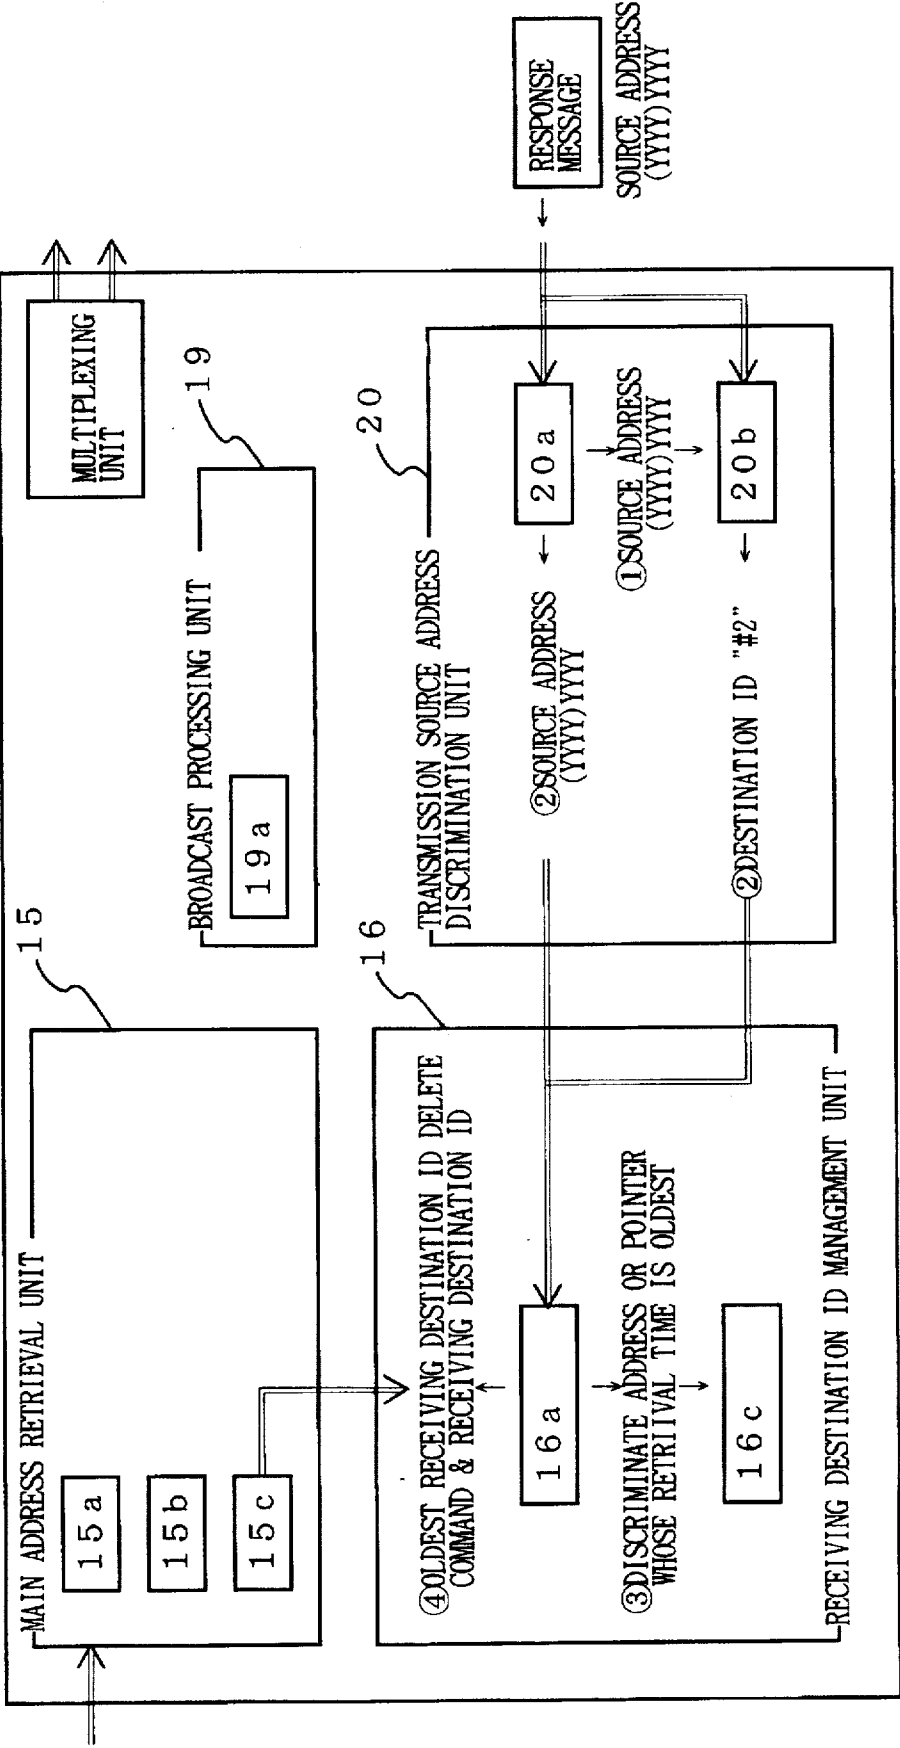 MAIN ADDRESS RETRIEVAL UNIT
15
15a
15b
15c
BROADCAST PROCESSING UNIT
19
19a
MULTIPLEXING
UNIT
16
④OLDEST RECEIVING DESTINATION ID DELETE
COMMAND & RECEIVING DESTINATION ID
16a
③DISCRIMINATE ADDRESS OR POINTER
WHOSE RETRIIVAL TIME IS OLDEST
16c
RECEIVING DESTINATION ID MANAGEMENT UNIT
TRANSMISSION SOURCE ADDRESS
DISCRIMINATION UNIT
20
②SOURCE ADDRESS
(YYYY)YYYY
20a
①SOURCE ADDRESS
(YYYY)YYYY
②DESTINATION ID "#2"
20b
RESPONSE
MESSAGE
SOURCE ADDRESS
(YYYY)YYYY